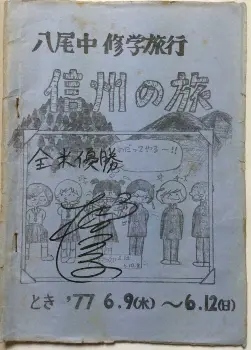 八尾中 修学旅行
信州の旅
全米優勝
とき '77 6.9(木) 〜6.12(日)